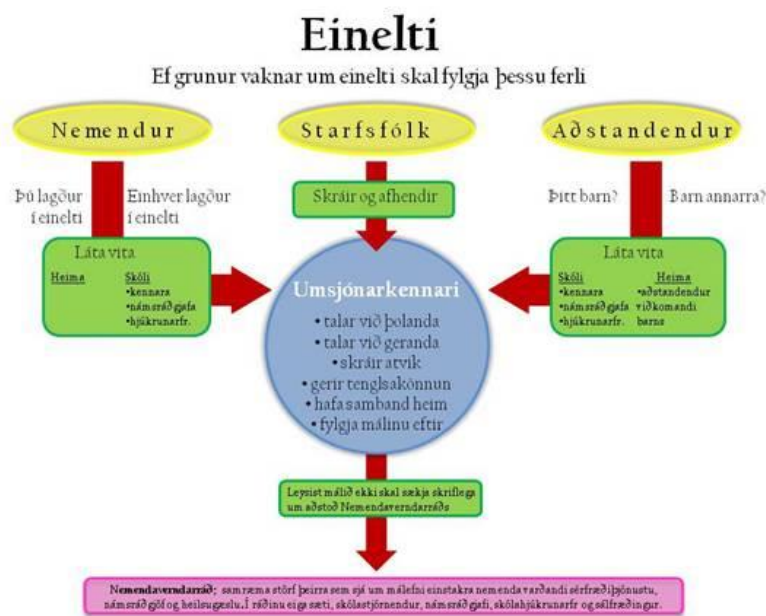 Einelti
Ef grunur vaknar um einelti skal fylgja þessu ferli
Nemendur
Starfsfólk
Aðstandendur
Þú lagður
í einelti
Einhver lagður
í einelti
Skráir og afhendir
Þitt barn?
Barn annarra?
Láta vita
Heima
Skóli
•kennara
•námsráðgjafa
•hjúkrunarfr.
Umsjónarkennari
• talar við þolanda
• talar við geranda
• skráir atvik
• gerir tenglsakönnun
• hafa samband heim
• fylgja málinu eftir
Láta vita
Skóli
•kennara
•námsráðgjafa
•hjúkrunarfr.
Heima
•aðstandendur
viðkomandi
barns
Leysist málið ekki skal sækja skriflega
um aðstoð Nemendaverndarráðs
Nemendaverndarráð; samræma störf þeirra sem sjá um málefni einstakra nemenda varðandi sérfræðiþjónustu,
námsráðgjöf og heilsugæslu. Í ráðinu eiga sæti, skólastjórnendur, námsráðgjafi, skólahjúkrunarfr og sálfræðingur.